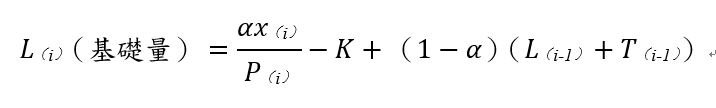 L₍i₎（基礎量） = αx₍i₎ / P₍i₎ − K + （1 − α）（L₍i-1₎ + T₍i-1₎）